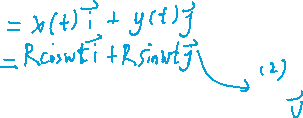 = x(t) i⃗ + y(t) j⃗
= Rcoswt i⃗ + Rsinwt j⃗
(2)
v⃗